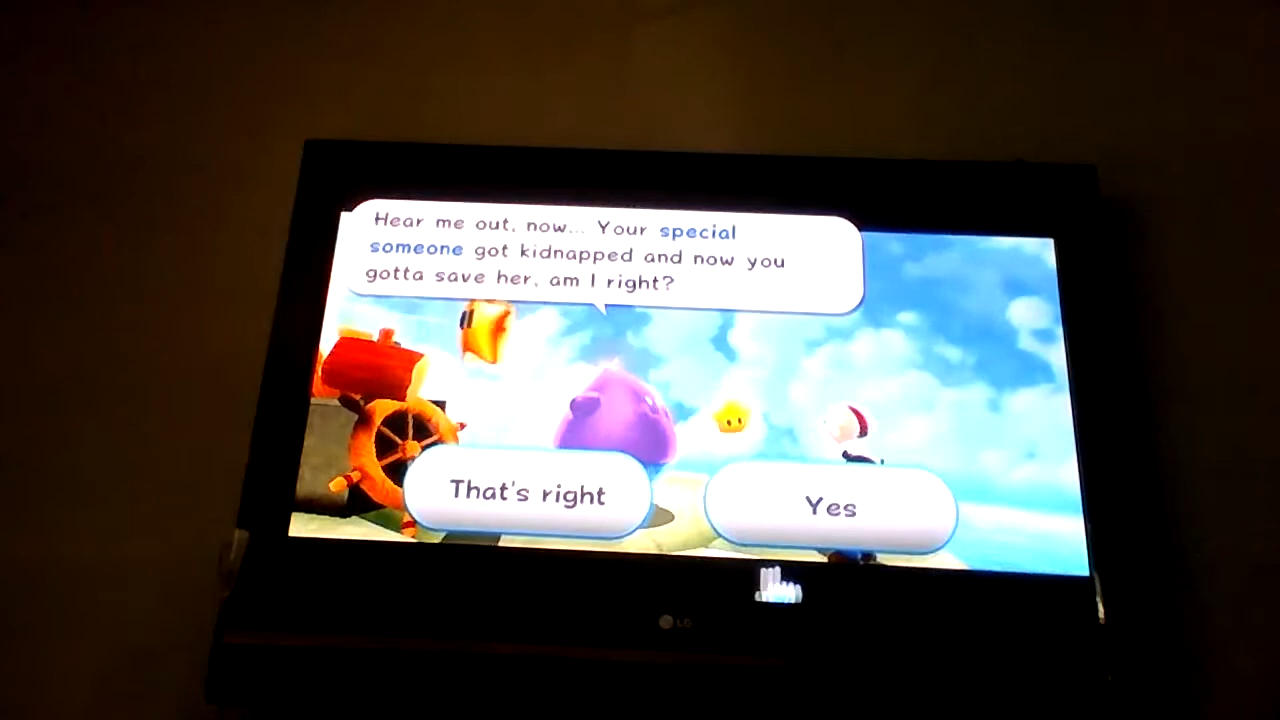 Hear me out, now... Your special
someone got kidnapped and now you
gotta save her, am I right?
That's right
Yes
LG